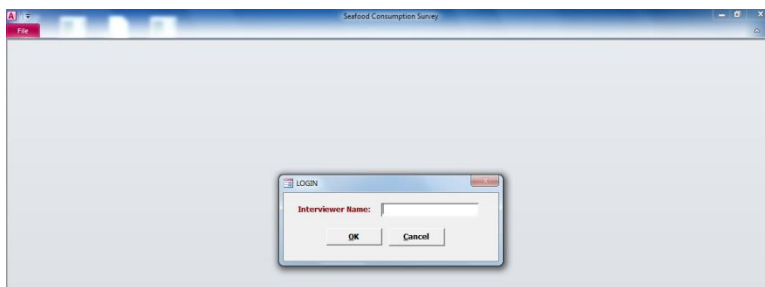 A
Seafood Consumption Survey
File
LOGIN
Interviewer Name:
OK
Cancel